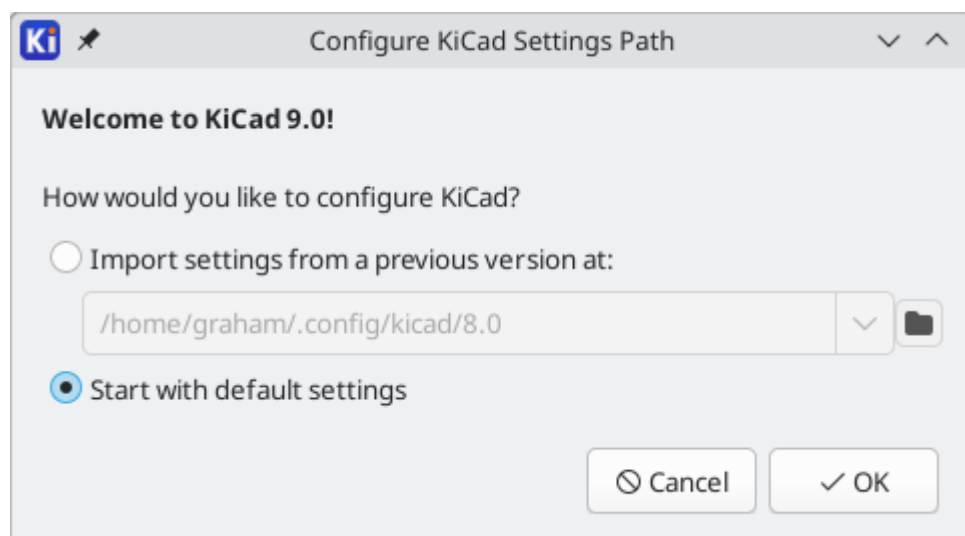 Ki
Configure KiCad Settings Path
Welcome to KiCad 9.0!
How would you like to configure KiCad?
Import settings from a previous version at:
/home/graham/.config/kicad/8.0
Start with default settings
Cancel
OK